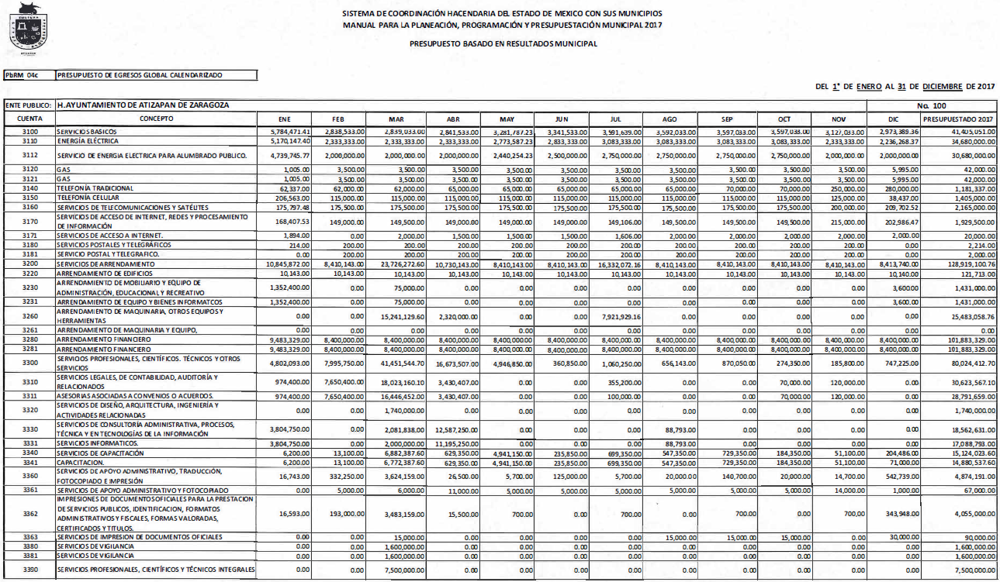 SISTEMA DE COORDINACIÓN HACENDARIA DEL ESTADO DE MEXICO CON SUS MUNICIPIOS
MANUAL PARA LA PLANEACIÓN, PROGRAMACIÓN Y PRESUPUESTACIÓN MUNICIPAL 2017
PRESUPUESTO BASADO EN RESULTADOS MUNICIPAL
PbRM 04c PRESUPUESTO DE EGRESOS GLOBAL CALENDARIZADO
DEL 1° DE ENERO AL 31 DE DICIEMBRE DE 2017
ENTE PUBLICO: H.AYUNTAMIENTO DE ATIZAPAN DE ZARAGOZA No. 100
CUENTA CONCEPTO ENE FEB MAR ABR MAY JUN JUL AGO SEP OCT NOV DIC PRESUPUESTADO 2017
3100 SERVICIOS BASICOS 5,784,471.41 2,838,533.00 2,839,033.00 2,841,533.00 3,281,787.23 3,341,533.00 3,591,639.00 3,592,033.00 3,597,033.00 3,597,038.00 3,127,033.00 2,973,389.36 41,405,051.00
3110 ENERGÍA ELÉCTRICA 5,170,147.40 2,333,333.00 2,333,333.00 2,333,333.00 2,773,587.23 2,833,333.00 3,083,333.00 3,083,333.00 3,083,333.00 3,083,333.00 2,333,333.00 2,236,268.37 34,680,000.00
3112 SERVICIO DE ENERGIA ELECTRICA PARA ALUMBRADO PUBLICO. 4,739,745.77 2,000,000.00 2,000,000.00 2,000,000.00 2,440,254.23 2,500,000.00 2,750,000.00 2,750,000.00 2,750,000.00 2,750,000.00 2,000,000.00 2,000,000.00 30,680,000.00
3120 GAS 1,005.00 3,500.00 3,500.00 3,500.00 3,500.00 3,500.00 3,500.00 3,500.00 3,500.00 3,500.00 3,500.00 5,995.00 42,000.00
3121 GAS 1,005.00 3,500.00 3,500.00 3,500.00 3,500.00 3,500.00 3,500.00 3,500.00 3,500.00 3,500.00 3,500.00 5,995.00 42,000.00
3140 TELEFONÍA TRADICIONAL 62,337.00 62,000.00 62,000.00 65,000.00 65,000.00 65,000.00 65,000.00 65,000.00 70,000.00 70,000.00 250,000.00 280,000.00 1,181,337.00
3150 TELEFONÍA CELULAR 206,563.00 115,000.00 115,000.00 115,000.00 115,000.00 115,000.00 115,000.00 115,000.00 115,000.00 115,000.00 125,000.00 38,437.00 1,405,000.00
3160 SERVICIOS DE TELECOMUNICACIONES Y SATÉLITES 175,797.48 175,500.00 175,500.00 175,500.00 175,500.00 175,500.00 175,500.00 175,500.00 175,500.00 175,500.00 200,000.00 209,702.52 2,165,000.00
SERVICIOS DE ACCESO DE INTERNET, REDES Y PROCESAMIENTO
3170 DE INFORMACIÓN 168,407.53 149,000.00 149,500.00 149,000.00 149,000.00 149,000.00 149,106.00 149,500.00 149,500.00 149,500.00 215,000.00 202,986.47 1,929,500.00
3171 SERVICIOS DE ACCESO A INTERNET. 1,894.00 0.00 2,000.00 1,500.00 1,500.00 1,500.00 1,606.00 2,000.00 2,000.00 2,000.00 2,000.00 2,000.00 20,000.00
3180 SERVICIOS POSTALES Y TELEGRÁFICOS 214.00 200.00 200.00 200.00 200.00 200.00 200.00 200.00 200.00 200.00 200.00 0.00 2,214.00
3181 SERVICIO POSTAL Y TELEGRAFICO. 0.00 200.00 200.00 200.00 200.00 200.00 200.00 200.00 200.00 200.00 200.00 0.00 2,000.00
3200 SERVICIOS DE ARRENDAMIENTO 10,845,872.00 8,410,143.00 23,726,272.60 10,730,143.00 8,410,143.00 8,410,143.00 16,332,072.16 8,410,143.00 8,410,143.00 8,410,143.00 8,410,143.00 8,413,740.00 128,919,100.76
3220 ARRENDAMIENTO DE EDIFICIOS 10,143.00 10,143.00 10,143.00 10,143.00 10,143.00 10,143.00 10,143.00 10,143.00 10,143.00 10,143.00 10,143.00 10,140.00 121,713.00
ARRENDAMIENTO DE MOBILIARIO Y EQUIPO DE
3230 ADMINISTRACIÓN, EDUCACIONAL Y RECREATIVO 1,352,400.00 0.00 75,000.00 0.00 0.00 0.00 0.00 0.00 0.00 0.00 0.00 3,600.00 1,431,000.00
3231 ARRENDAMIENTO DE EQUIPO Y BIENES INFORMATCOS 1,352,400.00 0.00 75,000.00 0.00 0.00 0.00 0.00 0.00 0.00 0.00 0.00 3,600.00 1,431,000.00
ARRENDAMIENTO DE MAQUINARIA, OTROS EQUIPOS Y
3260 HERRAMIENTAS 0.00 0.00 15,241,129.60 2,320,000.00 0.00 0.00 7,921,929.16 0.00 0.00 0.00 0.00 0.00 25,483,058.76
3261 ARRENDAMIENTO DE MAQUINARIA Y EQUIPO, 0.00 0.00 0.00 0.00 0.00 0.00 0.00 0.00 0.00 0.00 0.00 0.00 0.00
3280 ARRENDAMIENTO FINANCIERO 9,483,329.00 8,400,000.00 8,400,000.00 8,400,000.00 8,400,000.00 8,400,000.00 8,400,000.00 8,400,000.00 8,400,000.00 8,400,000.00 8,400,000.00 8,400,000.00 101,883,329.00
3281 ARRENDAMIENTO FINANCIERO 9,483,329.00 8,400,000.00 8,400,000.00 8,400,000.00 8,400,000.00 8,400,000.00 8,400,000.00 8,400,000.00 8,400,000.00 8,400,000.00 8,400,000.00 8,400,000.00 101,883,329.00
SERVICIOS PROFESIONALES, CIENTÍFICOS. TÉCNICOS Y OTROS
3300 SERVICIOS 4,802,093.00 7,995,750.00 41,451,544.70 16,673,507.00 4,946,850.00 360,850.00 1,060,250.00 656,143.00 870,050.00 274,350.00 185,800.00 747,225.00 80,024,412.70
SERVICIOS LEGALES, DE CONTABILIDAD, AUDITORÍA Y
3310 RELACIONADOS 974,400.00 7,650,400.00 18,023,160.10 3,430,407.00 0.00 0.00 355,200.00 0.00 0.00 70,000.00 120,000.00 0.00 30,623,567.10
3311 ASESORIAS ASOCIADAS A CONVENIOS O ACUERDOS. 974,400.00 7,650,400.00 16,446,452.00 3,430,407.00 0.00 0.00 100,000.00 0.00 0.00 70,000.00 120,000.00 0.00 28,791,659.00
SERVICIOS DE DISEÑO, ARQUITECTURA, INGENIERÍA Y
3320 ACTIVIDADES RELACIONADAS 0.00 0.00 1,740,000.00 0.00 0.00 0.00 0.00 0.00 0.00 0.00 0.00 0.00 1,740,000.00
SERVICIOS DE CONSULTORÍA ADMINISTRATIVA, PROCESOS,
3330 TÉCNICA Y EN TECNOLOGÍAS DE LA INFORMACIÓN 3,804,750.00 0.00 2,081,838.00 12,587,250.00 0.00 0.00 0.00 88,793.00 0.00 0.00 0.00 0.00 18,562,631.00
3331 SERVICIOS INFORMATICOS. 3,804,750.00 0.00 2,000,000.00 11,195,250.00 0.00 0.00 0.00 88,793.00 0.00 0.00 0.00 0.00 17,088,793.00
3340 SERVICIOS DE CAPACITACIÓN 6,200.00 13,100.00 6,882,387.60 629,350.00 4,941,150.00 235,850.00 699,350.00 547,350.00 729,350.00 184,350.00 51,100.00 204,486.00 15,124,023.60
3341 CAPACITACION. 6,200.00 13,100.00 6,772,387.60 629,350.00 4,941,150.00 235,850.00 699,350.00 547,350.00 729,350.00 184,350.00 51,100.00 71,000.00 14,880,537.60
SERVICIOS DE APOYO ADMINISTRATIVO, TRADUCCIÓN,
3360 FOTOCOPIADO E IMPRESIÓN 16,743.00 332,250.00 3,624,159.00 26,500.00 5,700.00 125,000.00 5,700.00 20,000.00 140,700.00 20,000.00 14,700.00 542,739.00 4,874,191.00
3361 SERVICIOS DE APOYO ADMINISTRATIVO Y FOTOCOPIADO 0.00 5,000.00 6,000.00 11,000.00 5,000.00 5,000.00 5,000.00 5,000.00 5,000.00 5,000.00 14,000.00 1,000.00 67,000.00
IMPRESIONES DE DOCUMENTOS OFICIALES PARA LA PRESTACION
DE SERVICIOS PUBLICOS, IDENTIFICACION, FORMATOS
3362 ADMINISTRATIVOS Y FISCALES, FORMAS VALORADAS, 16,593.00 193,000.00 3,483,159.00 15,500.00 700.00 0.00 700.00 0.00 700.00 0.00 700,00 343,948.00 4,055,000.00
CERTIFICADOS Y TITULOS.
3363 SERVICIOS DE IMPRESION DE DOCUMENTOS OFICIALES 0.00 0.00 15,000.00 0.00 0.00 0.00 0.00 15,000.00 15,000.00 15,000.00 0.00 30,000.00 90,000.00
3380 SERVICIOS DE VIGILANCIA 0.00 0.00 1,600,000.00 0.00 0.00 0.00 0.00 0.00 0.00 0.00 0.00 0.00 1,600,000.00
3381 SERVICIOS DE VIGILANCIA 0.00 0.00 1,600,000.00 0.00 0.00 0.00 0.00 0.00 0.00 0.00 0.00 0.00 1,600,000.00
3390 SERVICIOS PROFESIONALES, CIENTÍFICOS Y TÉCNICOS INTEGRALES 0.00 0.00 7,500,000.00 0.00 0.00 0.00 0.00 0.00 0.00 0.00 0.00 0.00 7,500,000.00